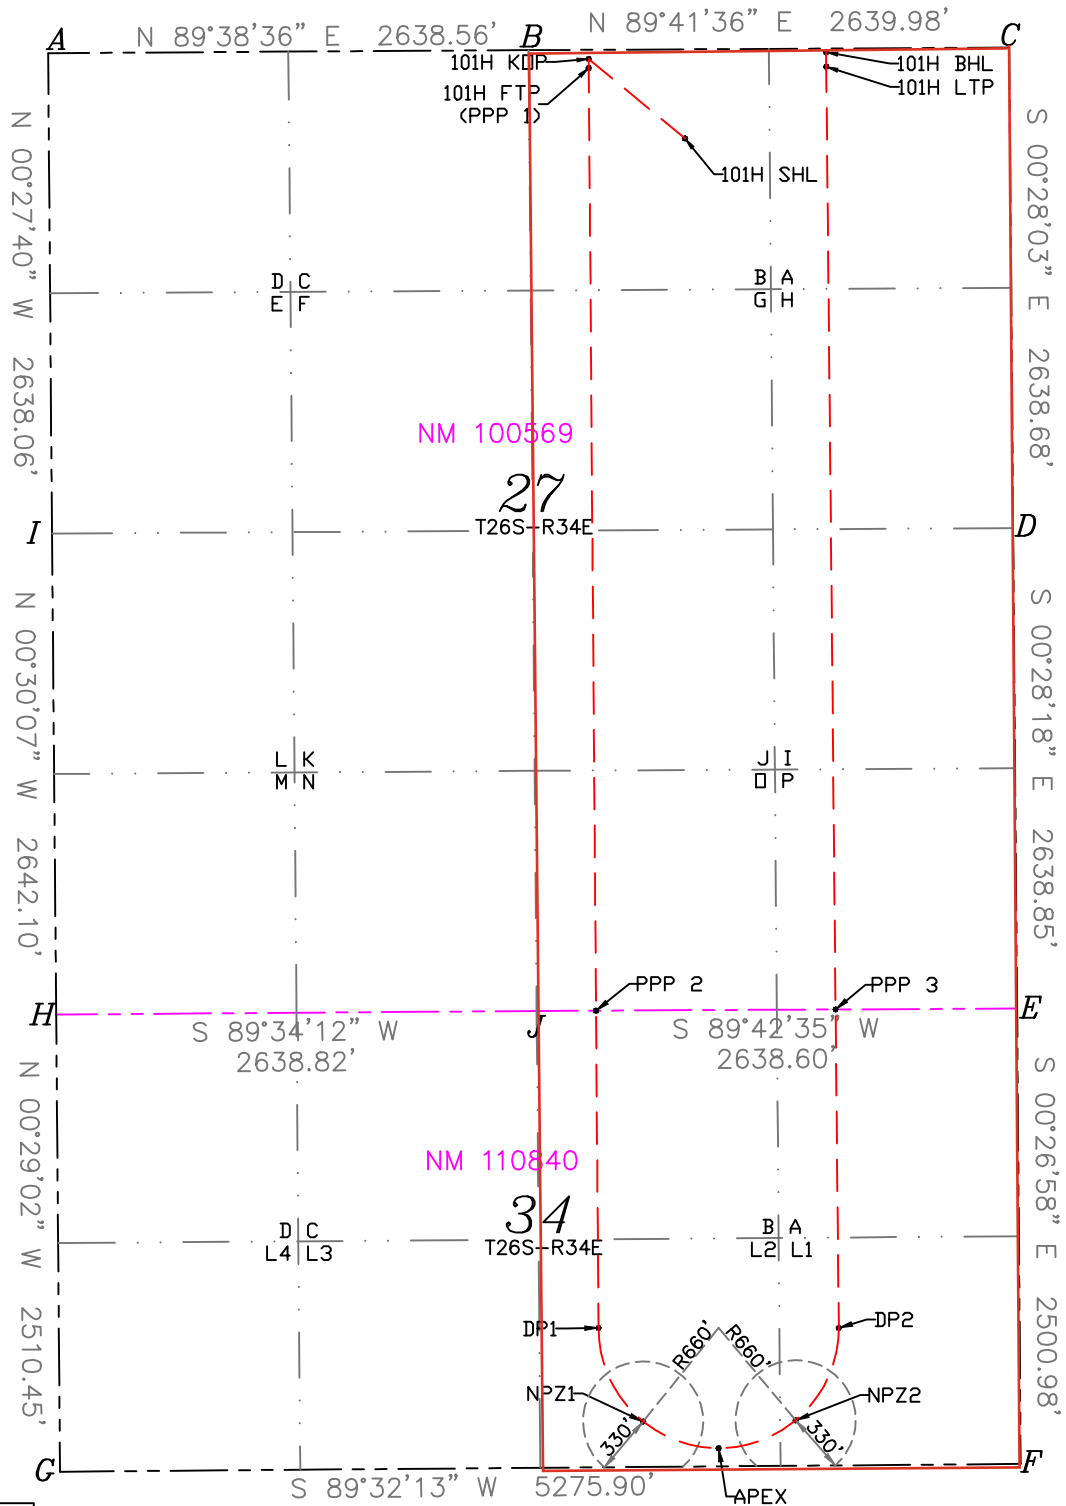 A
N 89°38'36" E 2638.56'
B
N 89°41'36" E 2639.98'
C
101H KOP
101H FTP
(PPP 1)
101H BHL
101H LTP
101H SHL
N 00°27'40" W 2638.06'
S 00°28'03" E 2638.68'
D C
E F
B A
G H
NM 100569
27
T26S-R34E
I
D
N 00°30'07" W 2642.10'
S 00°28'18" E 2638.85'
L K
M N
J I
O P
PPP 2
PPP 3
H
S 89°34'12" W
2638.82'
J
S 89°42'35" W
2638.60'
E
N 00°29'02" W 2510.45'
S 00°26'58" E 2500.98'
NM 110840
34
T26S-R34E
D C
L4 L3
B A
L2 L1
DP1
R660'
R660'
DP2
NPZ1
NPZ2
330'
330'
G
S 89°32'13" W 5275.90'
APEX
F